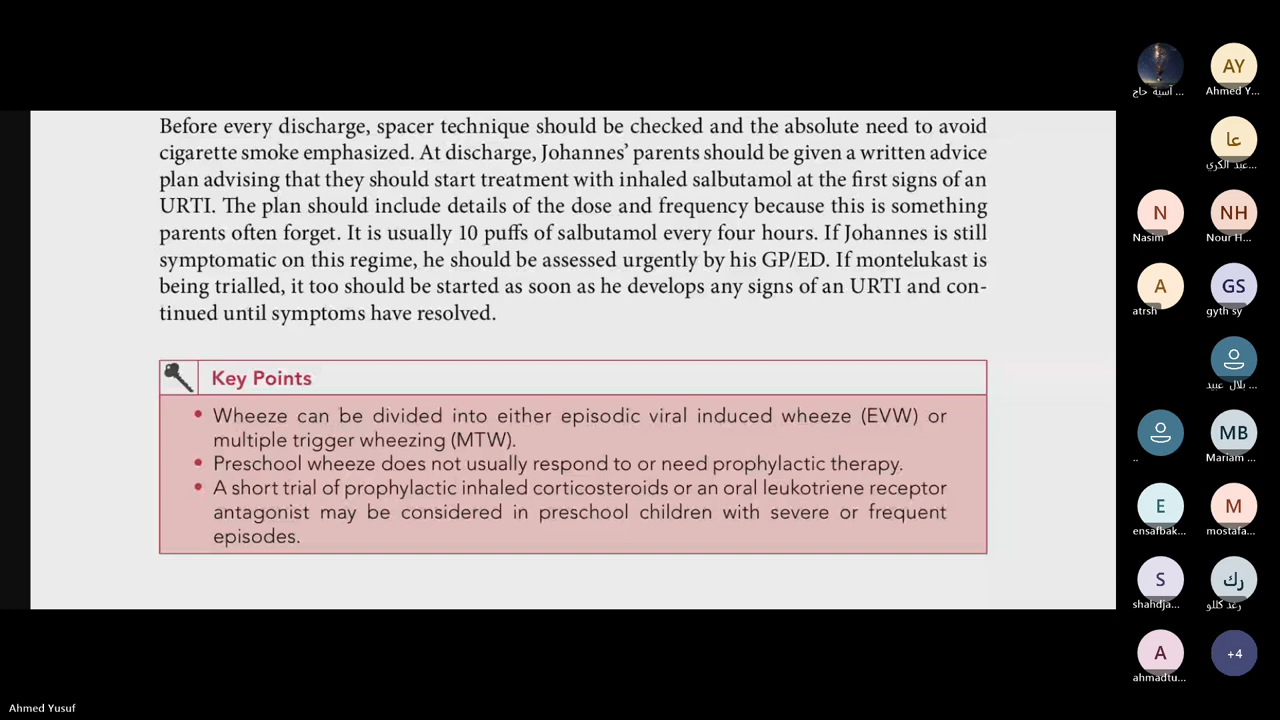 Before every discharge, spacer technique should be checked and the absolute need to avoid
cigarette smoke emphasized. At discharge, Johannes’ parents should be given a written advice
plan advising that they should start treatment with inhaled salbutamol at the first signs of an
URTI. The plan should include details of the dose and frequency because this is something
parents often forget. It is usually 10 puffs of salbutamol every four hours. If Johannes is still
symptomatic on this regime, he should be assessed urgently by his GP/ED. If montelukast is
being trialled, it too should be started as soon as he develops any signs of an URTI and con-
tinued until symptoms have resolved.
Key Points
• Wheeze can be divided into either episodic viral induced wheeze (EVW) or
multiple trigger wheezing (MTW).
• Preschool wheeze does not usually respond to or need prophylactic therapy.
• A short trial of prophylactic inhaled corticosteroids or an oral leukotriene receptor
antagonist may be considered in preschool children with severe or frequent
episodes.
آسية حاج ...
AY
Ahmed Y...
عا
عبد الكري...
N
Nasim
NH
Nour H...
A
atrsh
GS
gyth sy
بلال عبيد ...
..
MB
Mariam ...
E
ensafbak...
M
mostafa...
S
shahdja...
رك
رغد كللو
A
ahmadtu...
+4
Ahmed Yusuf